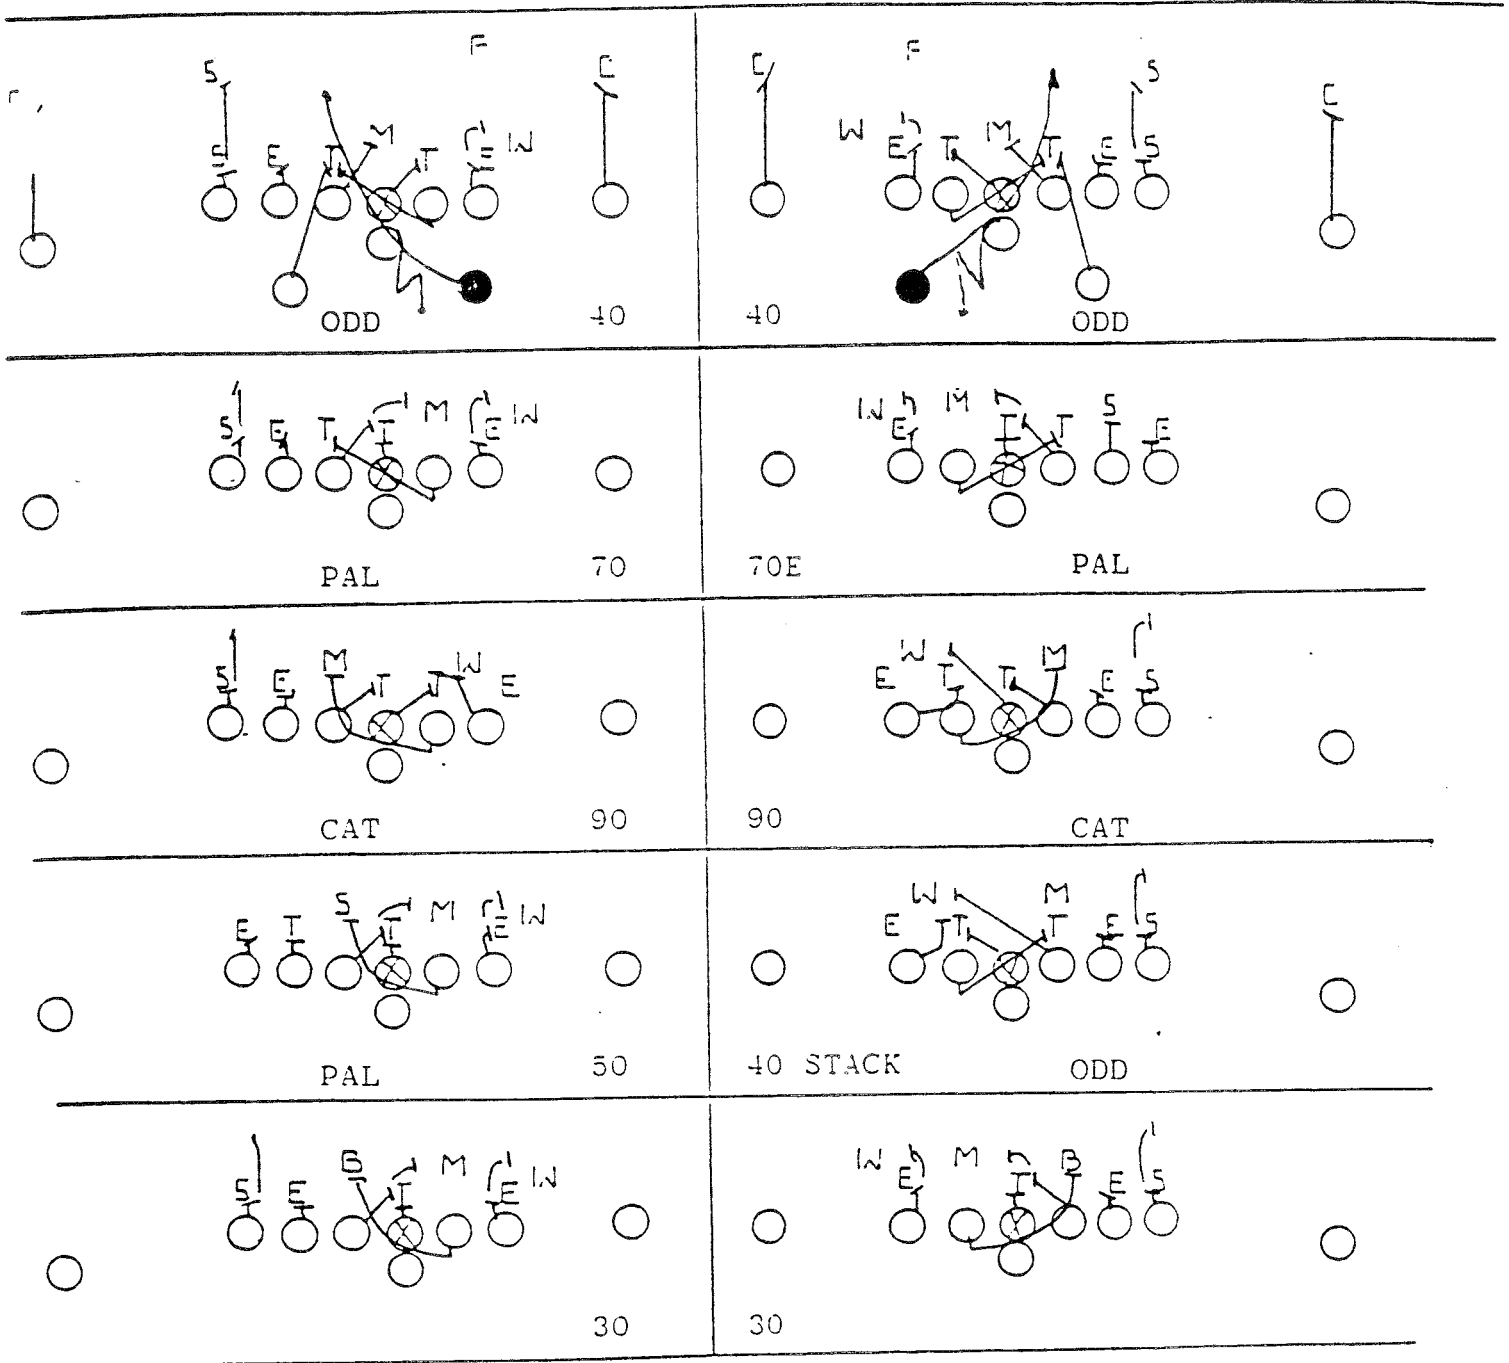 F F
S C C S
C
M W M
E E T T E W E T T E S
ODD 40 40 ODD
M W W M S
S E T T E E T T E
PAL 70 70E PAL
M W W M
S E T T E E T T E S
CAT 90 90 CAT
S M W W M
E T T E E T T E S
PAL 50 40 STACK ODD
B M W W M B
S E T E E T E S
30 30